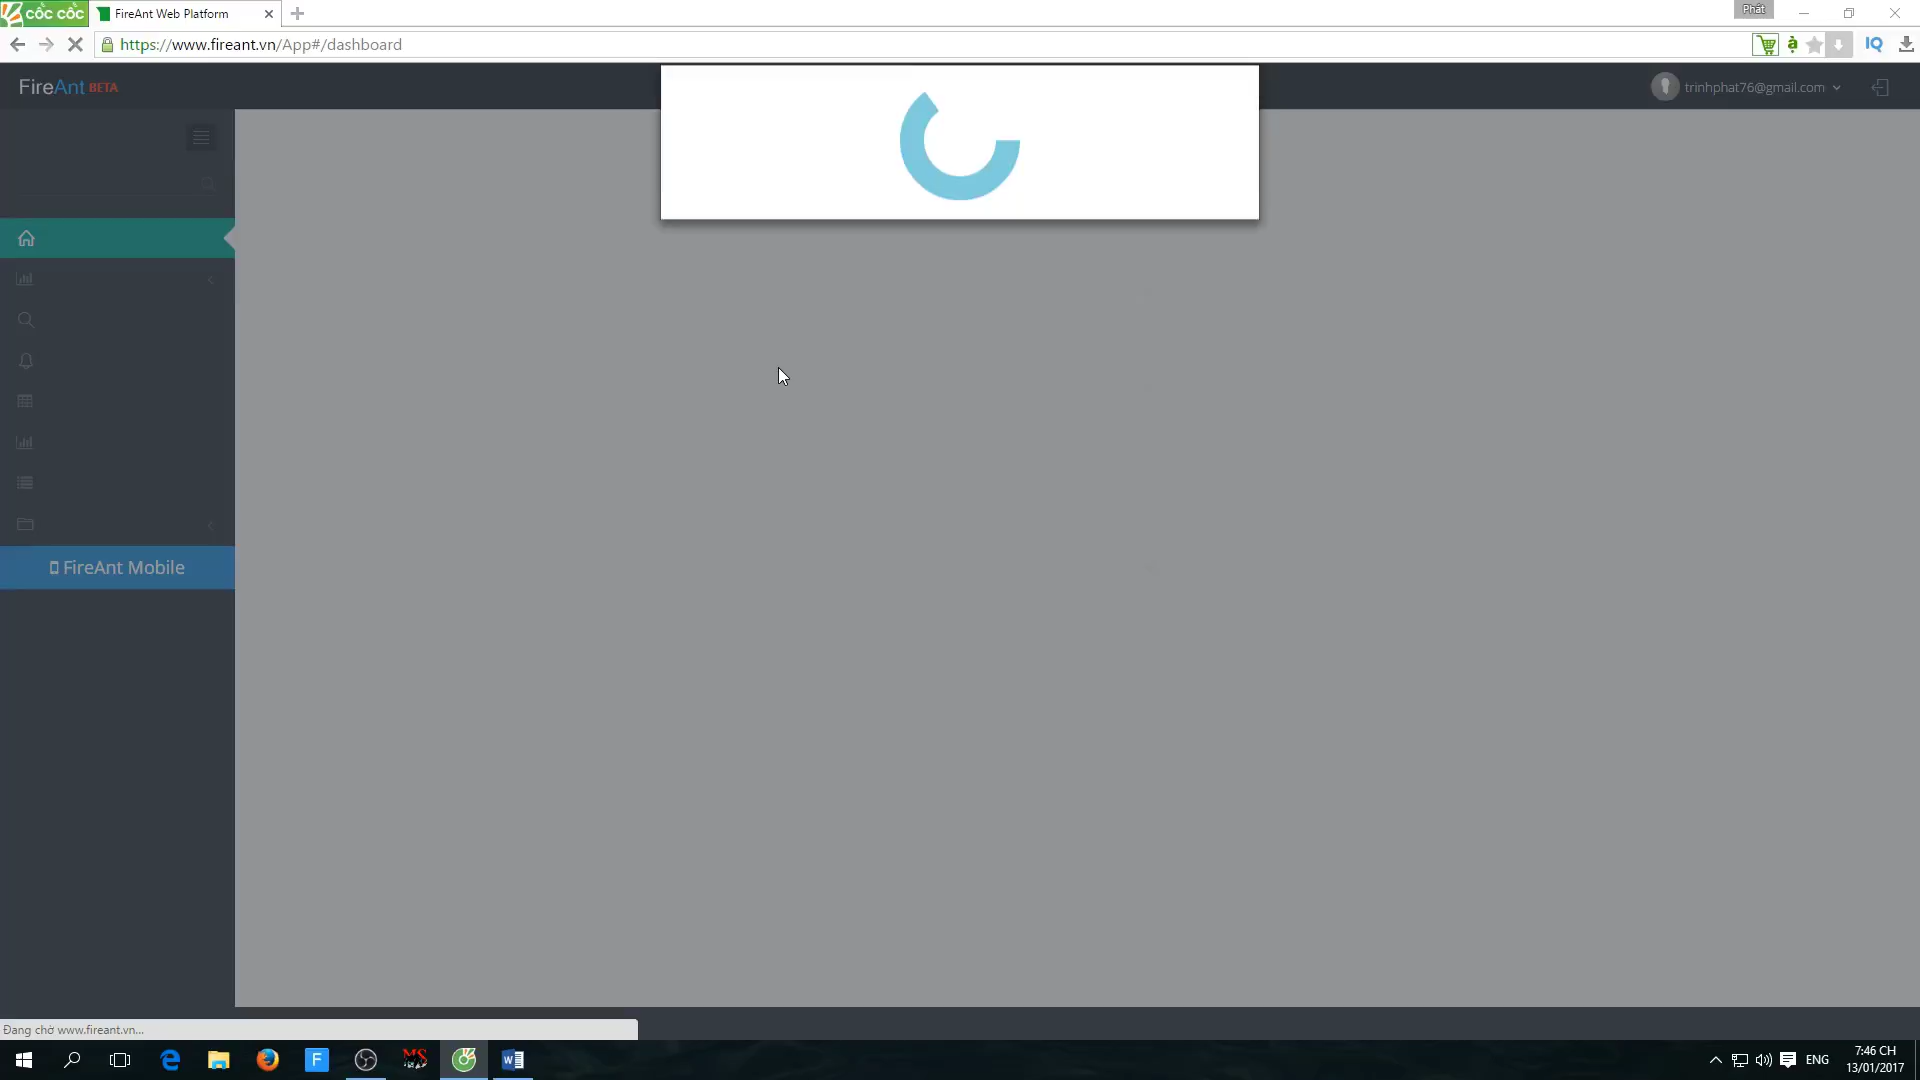 cốc cốc
FireAnt Web Platform
Phát
https://www.fireant.vn/App#/dashboard
IQ
FireAnt BETA
trinhphat76@gmail.com
FireAnt Mobile
Đang chờ www.fireant.vn...
F
MS
ENG
7:46 CH
13/01/2017